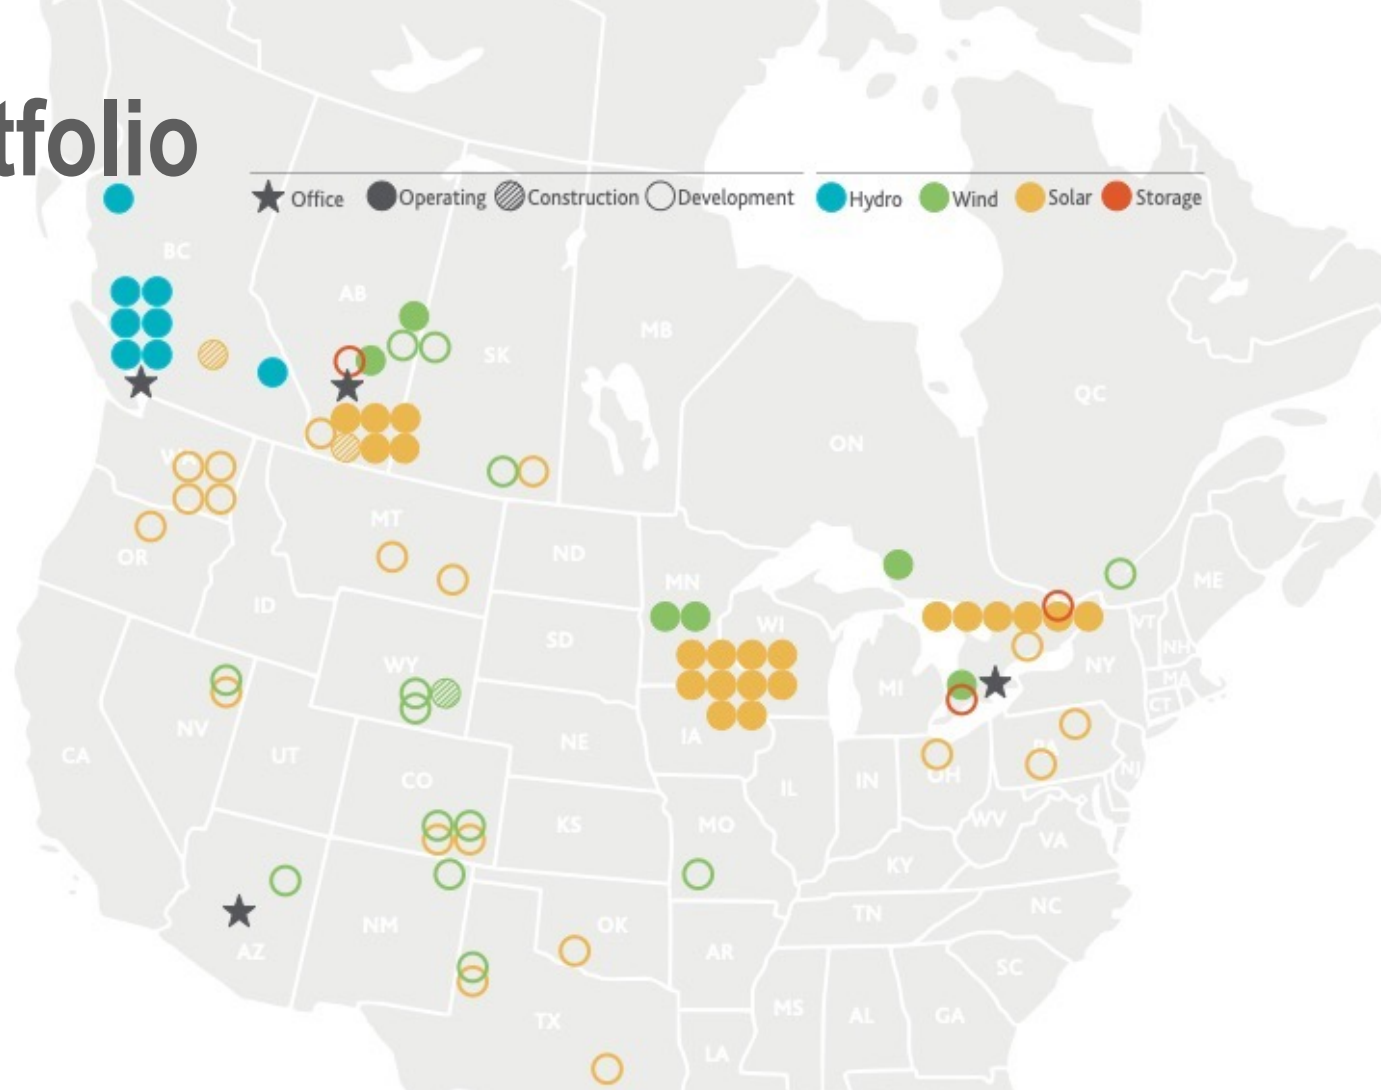 tfolio
Office Operating Construction Development Hydro Wind Solar Storage
BC
AB
SK
MB
QC
ON
WA
MT
ND
MN
OR
ID
ME
SD
WI
VT
NH
WY
MI
NY
MA
CT
NV
IA
NE
PA
CA
UT
CO
OH
NJ
IN
IL
KS
MO
WV
VA
KY
TN
NC
NM
OK
AZ
AR
SC
TX
MS
AL
GA
LA